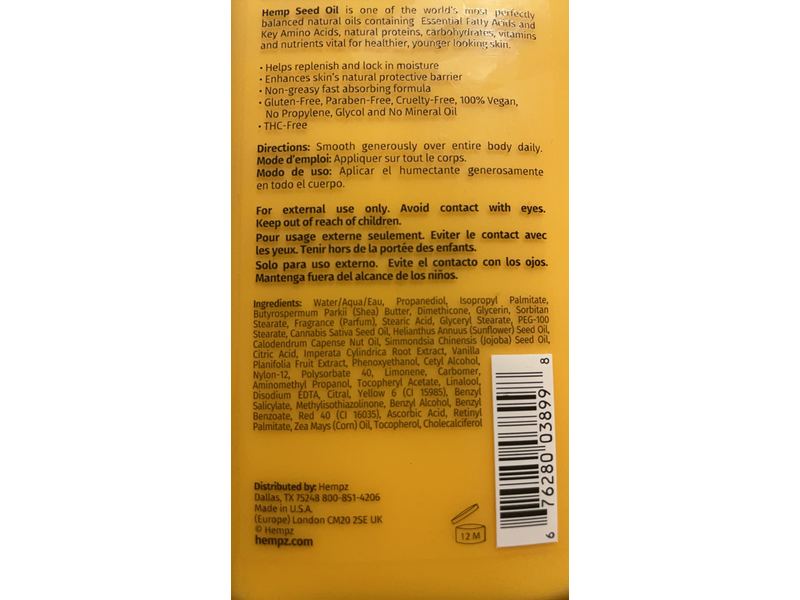 Hemp Seed Oil is one of the world's most perfectly
balanced natural oils containing Essential Fatty Acids and
Key Amino Acids, natural proteins, carbohydrates, vitamins
and nutrients vital for healthier, younger looking skin.
• Helps replenish and lock in moisture
• Enhances skin's natural protective barrier
• Non-greasy fast absorbing formula
• Gluten-Free, Paraben-Free, Cruelty-Free, 100% Vegan,
No Propylene, Glycol and No Mineral Oil
• THC-Free
Directions: Smooth generously over entire body daily.
Mode d'emploi: Appliquer sur tout le corps.
Modo de uso: Aplicar el humectante generosamente
en todo el cuerpo.
For external use only. Avoid contact with eyes.
Keep out of reach of children.
Pour usage externe seulement. Eviter le contact avec
les yeux. Tenir hors de la portée des enfants.
Solo para uso externo. Evite el contacto con los ojos.
Mantenga fuera del alcance de los niños.
Ingredients: Water/Aqua/Eau, Propanediol, Isopropyl Palmitate,
Butyrospermum Parkii (Shea) Butter, Dimethicone, Glycerin, Sorbitan
Stearate, Fragrance (Parfum), Stearic Acid, Glyceryl Stearate, PEG-100
Stearate, Cannabis Sativa Seed Oil, Helianthus Annuus (Sunflower) Seed Oil,
Calodendrum Capense Nut Oil, Simmondsia Chinensis (Jojoba) Seed Oil,
Citric Acid, Imperata Cylindrica Root Extract, Vanilla
Planifolia Fruit Extract, Phenoxyethanol, Cetyl Alcohol,
Nylon-12, Polysorbate 40, Limonene, Carbomer,
Aminomethyl Propanol, Tocopheryl Acetate, Linalool,
Disodium EDTA, Citral, Yellow 6 (CI 15985), Benzyl
Salicylate, Methylisothiazolinone, Benzyl Alcohol, Benzyl
Benzoate, Red 40 (CI 16035), Ascorbic Acid, Retinyl
Palmitate, Zea Mays (Corn) Oil, Tocopherol, Cholecalciferol
Distributed by: Hempz
Dallas, TX 75248 800-851-4206
Made in U.S.A.
(Europe) London CM20 2SE UK
© Hempz
hempz.com
12 M
6 76280 03899 8